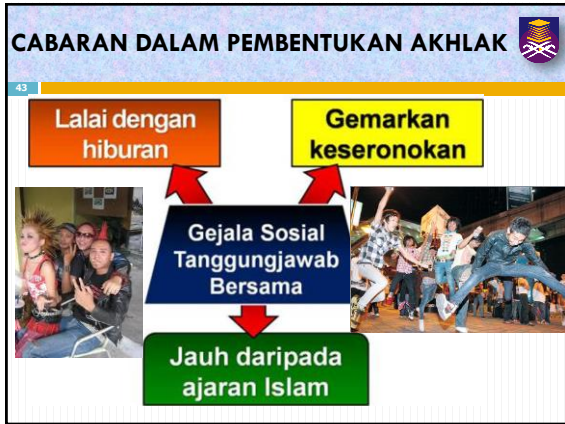 CABARAN DALAM PEMBENTUKAN AKHLAK
43
Lalai dengan
hiburan
Gemarkan
keseronokan
Gejala Sosial
Tanggungjawab
Bersama
Jauh daripada
ajaran Islam